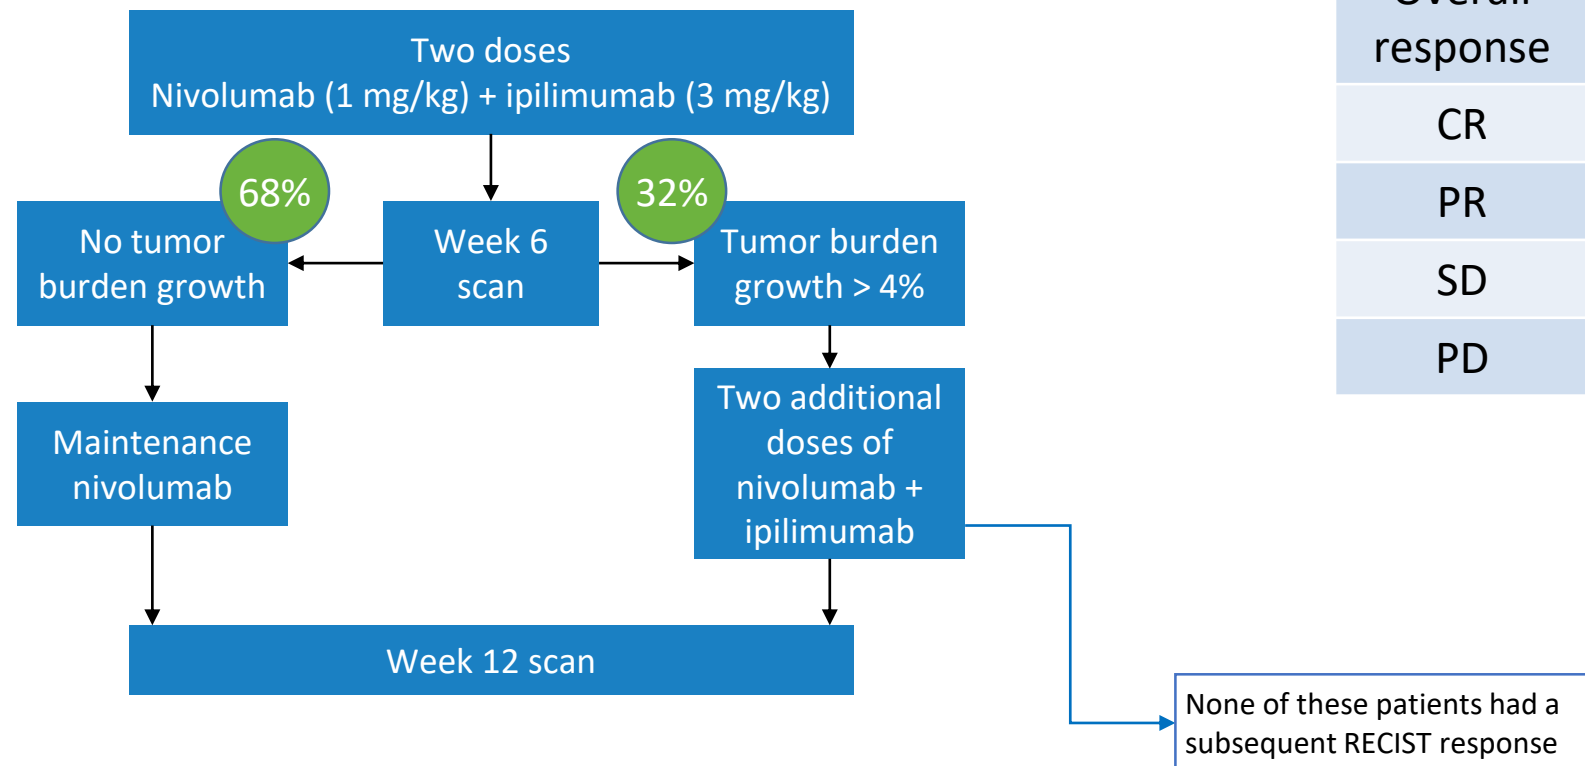 Two doses
Nivolumab (1 mg/kg) + ipilimumab (3 mg/kg)
68%
32%
No tumor
burden growth
Week 6
scan
Tumor burden
growth > 4%
Maintenance
nivolumab
Two additional
doses of
nivolumab +
ipilimumab
Week 12 scan
None of these patients had a
subsequent RECIST response
Overall
response
CR
PR
SD
PD